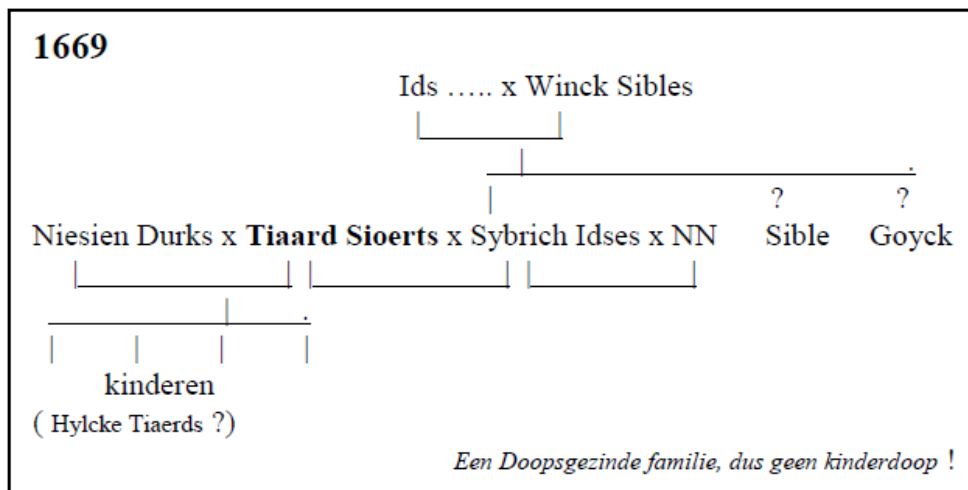 1669
Ids ….. x Winck Sibles
? ?
Niesien Durks x Tiaard Sioerts x Sybrich Idses x NN Sible Goyck
kinderen
( Hylcke Tiaerds ?)
Een Doopsgezinde familie, dus geen kinderdoop !